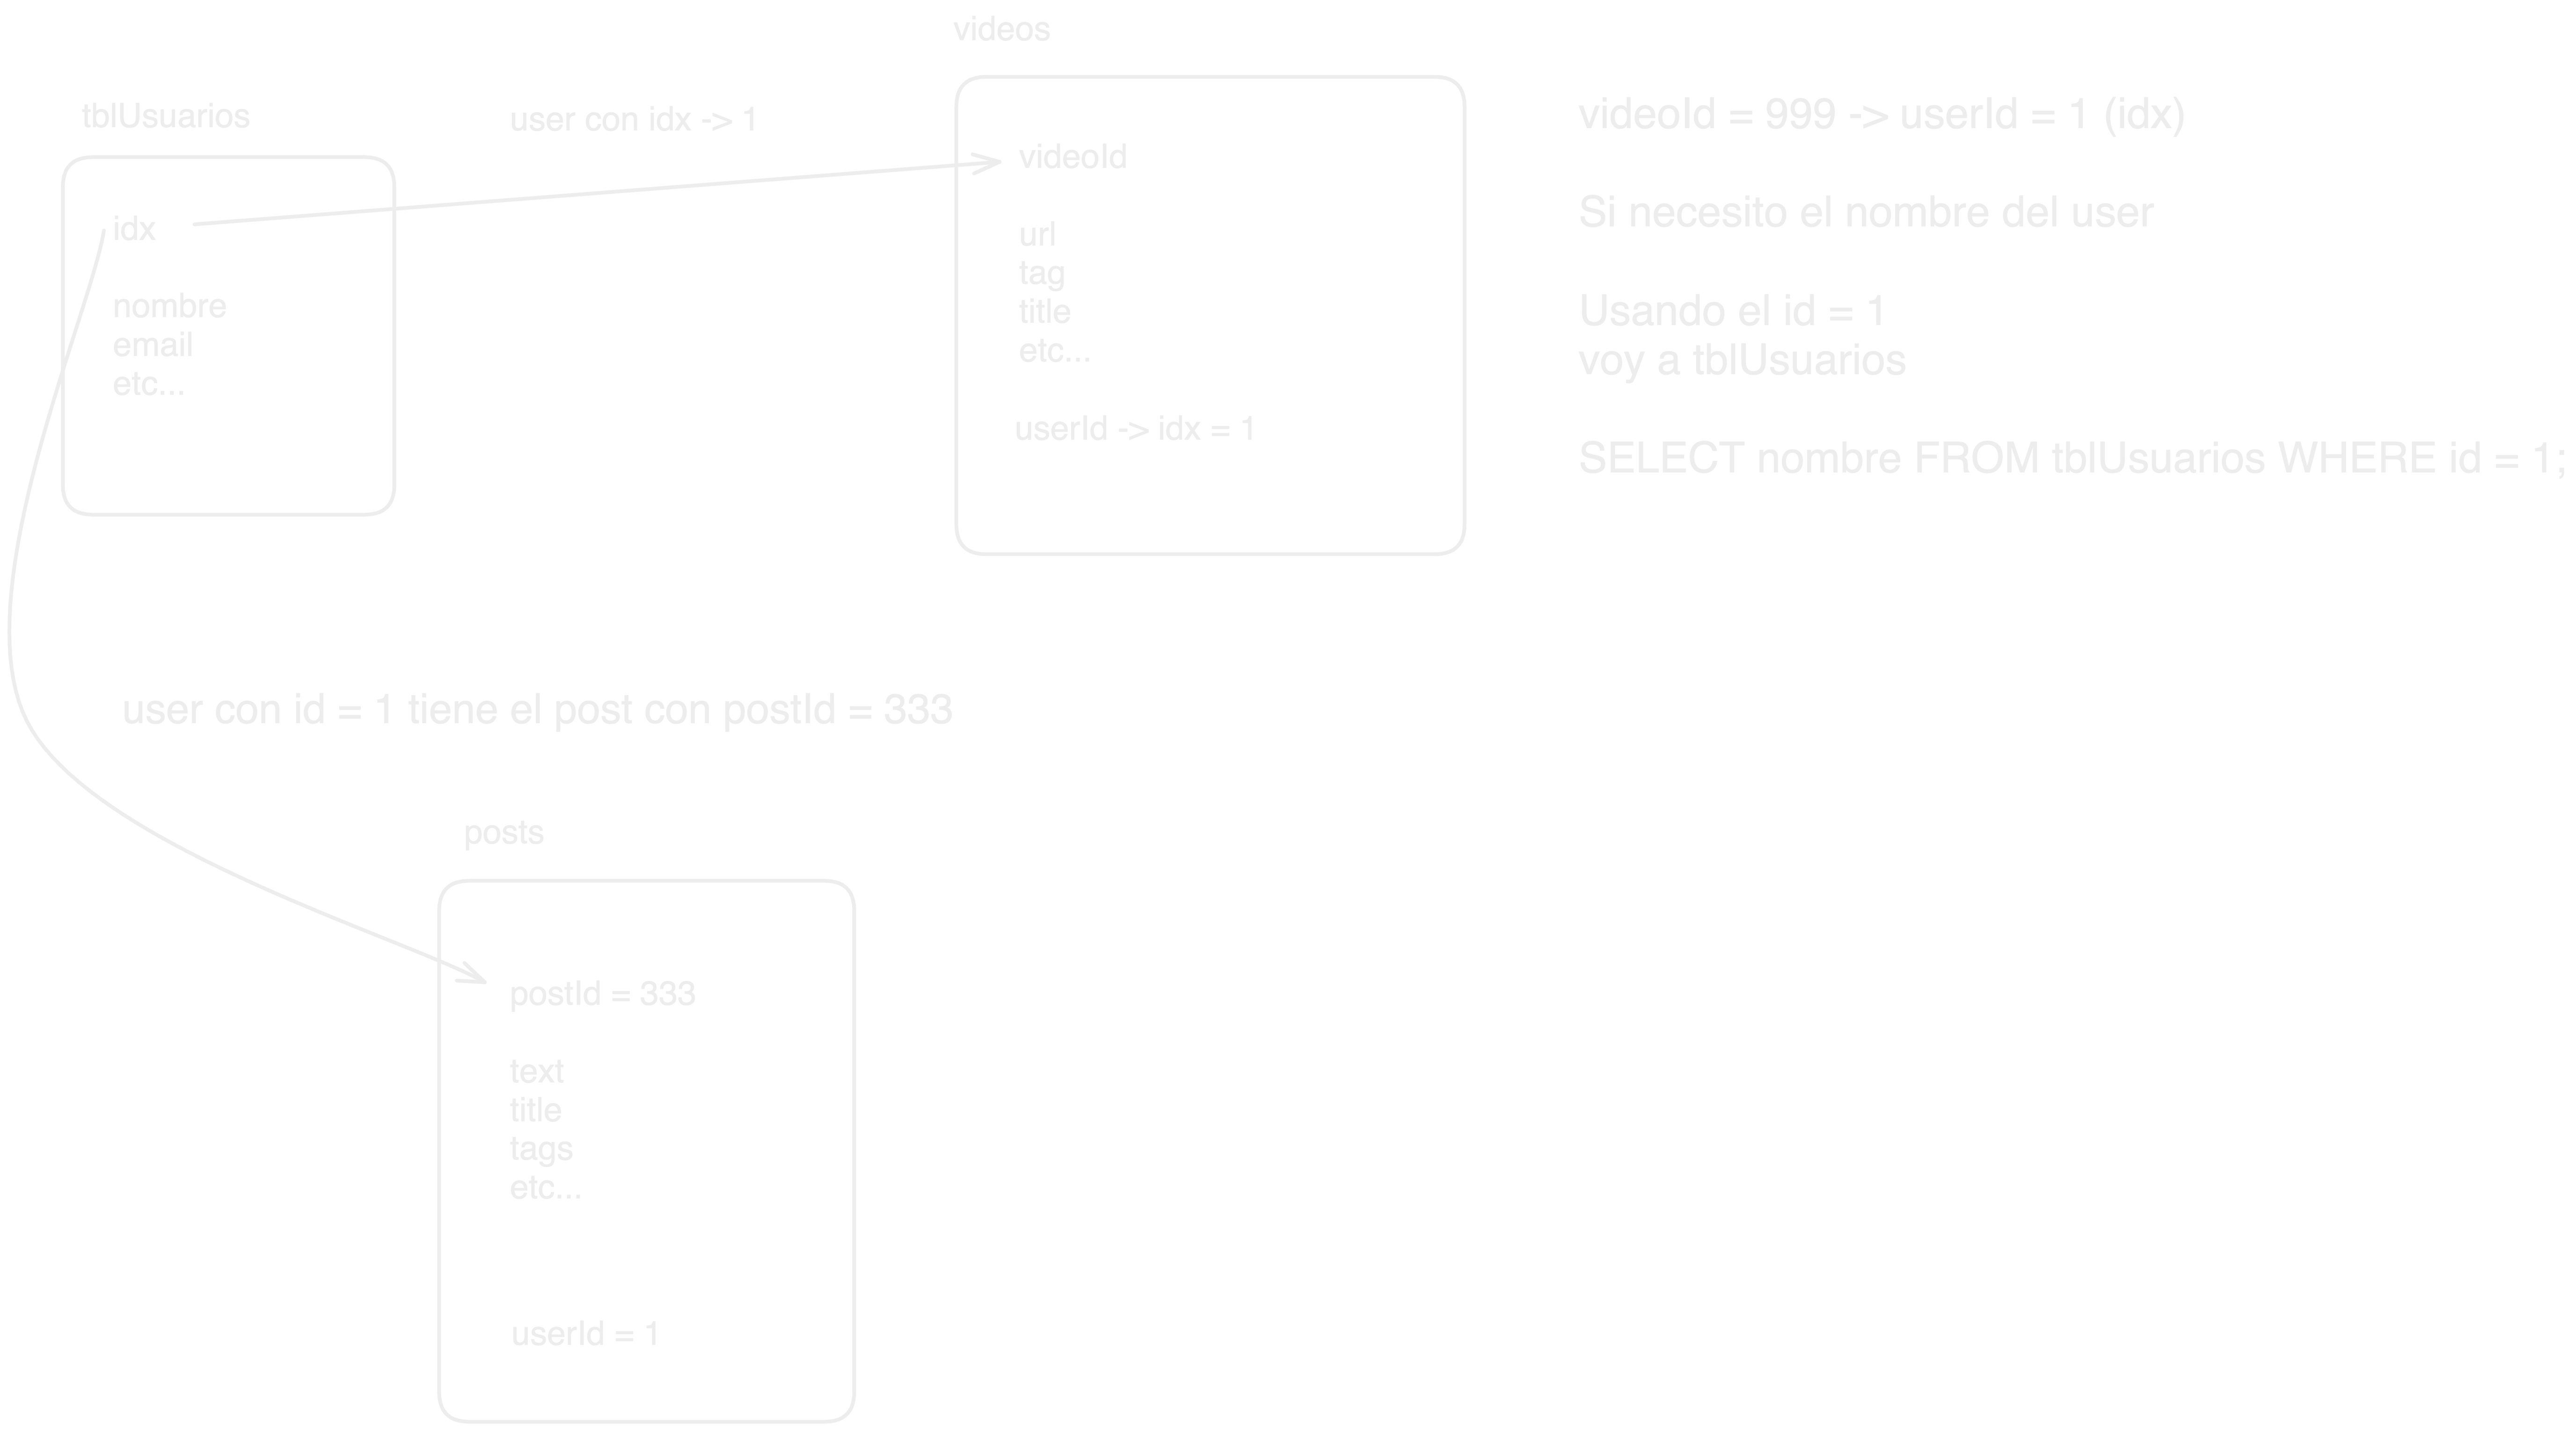 videos
tblUsuarios
user con idx -> 1
idx
nombre
email
etc...
videoId
url
tag
title
etc...
userId -> idx = 1
videoId = 999 -> userId = 1 (idx)
Si necesito el nombre del user
Usando el id = 1
voy a tblUsuarios
SELECT nombre FROM tblUsuarios WHERE id = 1;
user con id = 1 tiene el post con postId = 333
posts
postId = 333
text
title
tags
etc...
userId = 1